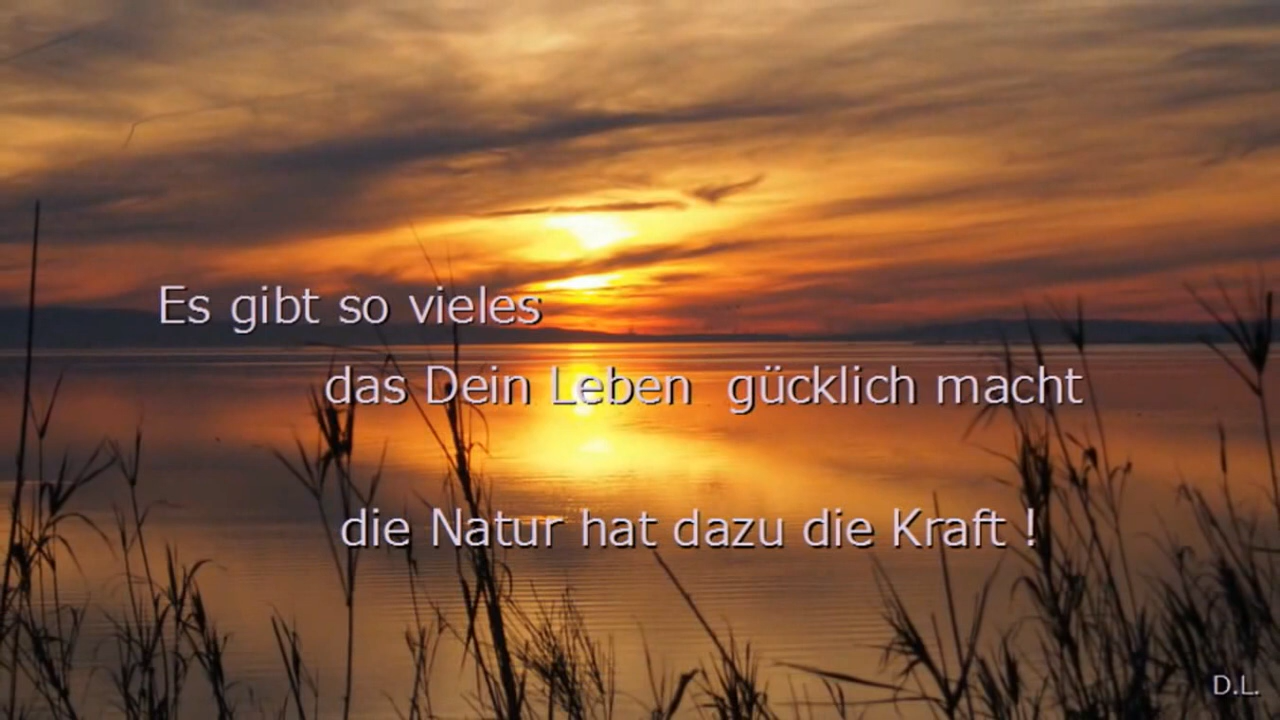 Es gibt so vieles
das Dein Leben gücklich macht
die Natur hat dazu die Kraft !
D.L.